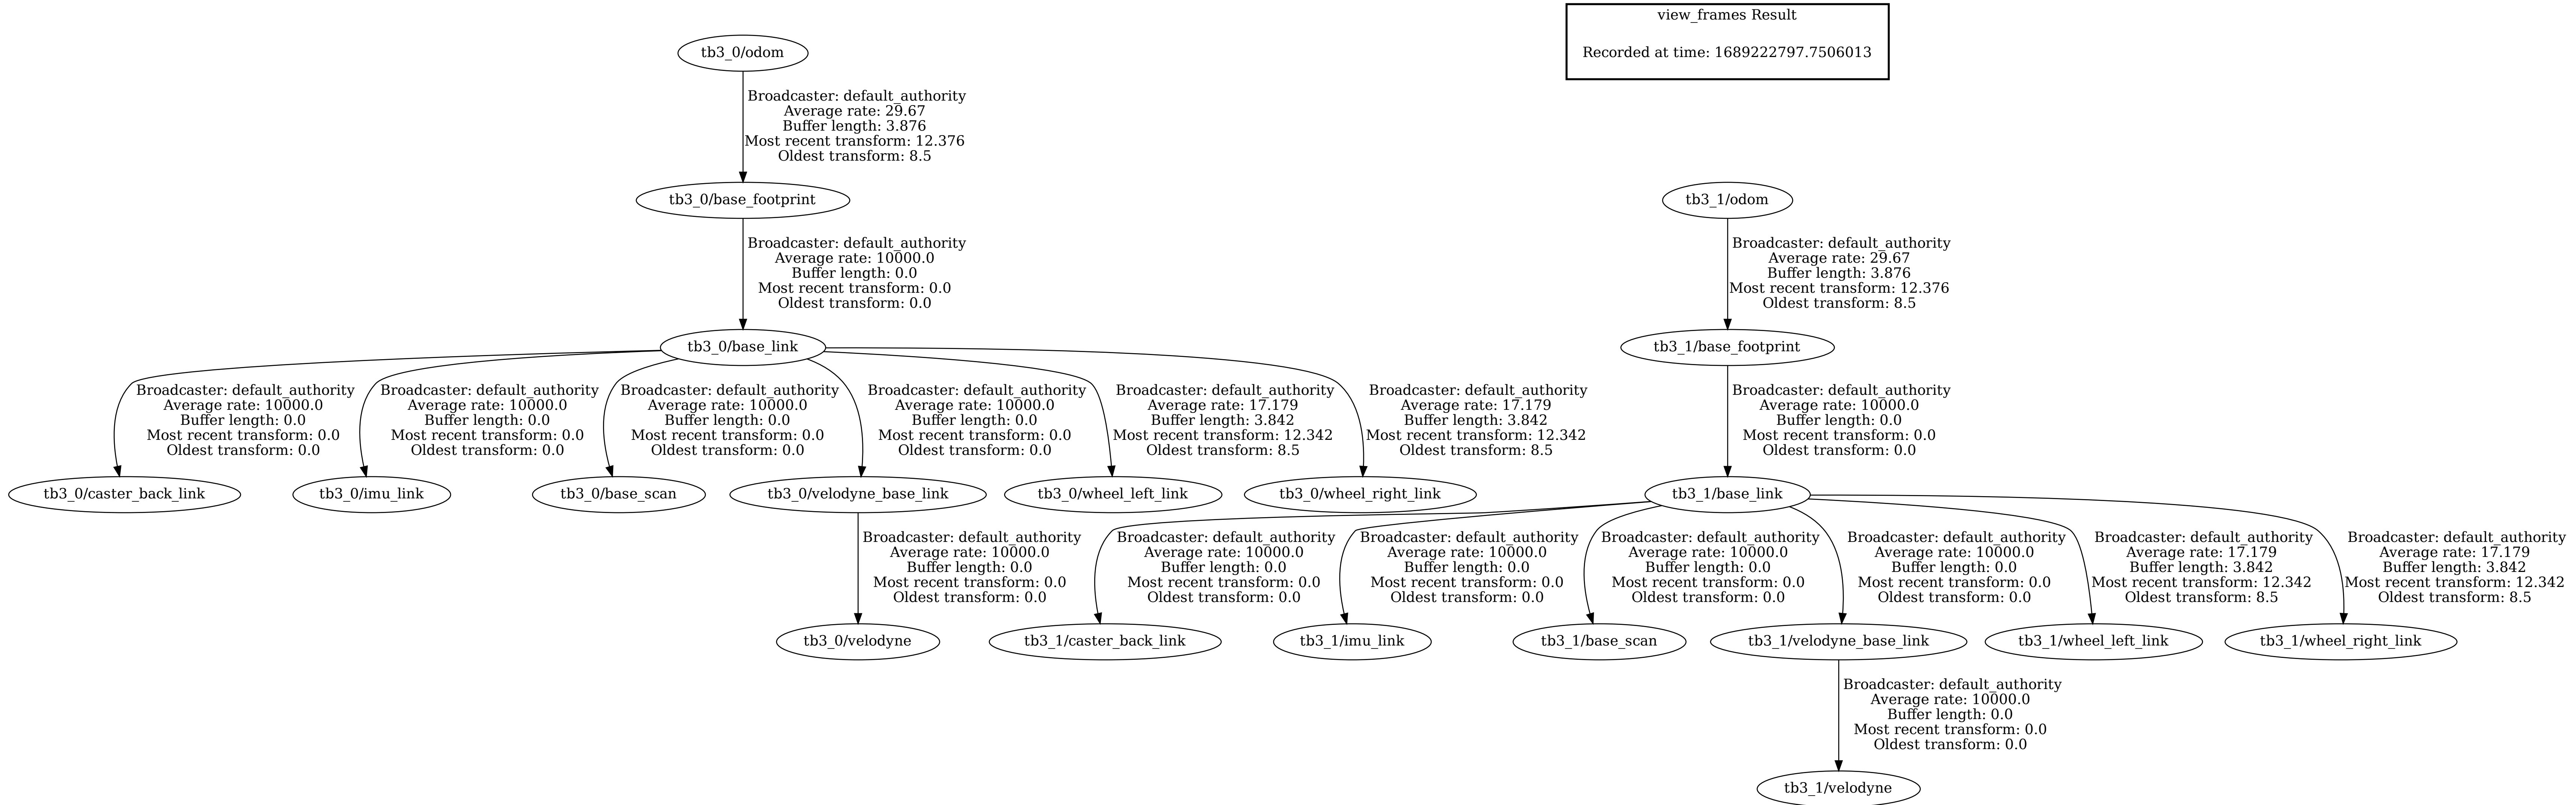 view_frames Result
Recorded at time: 1689222797.7506013
tb3_0/odom
Broadcaster: default_authority
Average rate: 29.67
Buffer length: 3.876
Most recent transform: 12.376
Oldest transform: 8.5
tb3_0/base_footprint
Broadcaster: default_authority
Average rate: 10000.0
Buffer length: 0.0
Most recent transform: 0.0
Oldest transform: 0.0
tb3_0/base_link
Broadcaster: default_authority
Average rate: 10000.0
Buffer length: 0.0
Most recent transform: 0.0
Oldest transform: 0.0
tb3_0/caster_back_link
Broadcaster: default_authority
Average rate: 10000.0
Buffer length: 0.0
Most recent transform: 0.0
Oldest transform: 0.0
tb3_0/imu_link
Broadcaster: default_authority
Average rate: 10000.0
Buffer length: 0.0
Most recent transform: 0.0
Oldest transform: 0.0
tb3_0/base_scan
Broadcaster: default_authority
Average rate: 10000.0
Buffer length: 0.0
Most recent transform: 0.0
Oldest transform: 0.0
tb3_0/velodyne_base_link
Broadcaster: default_authority
Average rate: 17.179
Buffer length: 3.842
Most recent transform: 12.342
Oldest transform: 8.5
tb3_0/wheel_left_link
Broadcaster: default_authority
Average rate: 17.179
Buffer length: 3.842
Most recent transform: 12.342
Oldest transform: 8.5
tb3_0/wheel_right_link
Broadcaster: default_authority
Average rate: 10000.0
Buffer length: 0.0
Most recent transform: 0.0
Oldest transform: 0.0
tb3_0/velodyne
tb3_1/odom
Broadcaster: default_authority
Average rate: 29.67
Buffer length: 3.876
Most recent transform: 12.376
Oldest transform: 8.5
tb3_1/base_footprint
Broadcaster: default_authority
Average rate: 10000.0
Buffer length: 0.0
Most recent transform: 0.0
Oldest transform: 0.0
tb3_1/base_link
Broadcaster: default_authority
Average rate: 10000.0
Buffer length: 0.0
Most recent transform: 0.0
Oldest transform: 0.0
tb3_1/caster_back_link
Broadcaster: default_authority
Average rate: 10000.0
Buffer length: 0.0
Most recent transform: 0.0
Oldest transform: 0.0
tb3_1/imu_link
Broadcaster: default_authority
Average rate: 10000.0
Buffer length: 0.0
Most recent transform: 0.0
Oldest transform: 0.0
tb3_1/base_scan
Broadcaster: default_authority
Average rate: 10000.0
Buffer length: 0.0
Most recent transform: 0.0
Oldest transform: 0.0
tb3_1/velodyne_base_link
Broadcaster: default_authority
Average rate: 17.179
Buffer length: 3.842
Most recent transform: 12.342
Oldest transform: 8.5
tb3_1/wheel_left_link
Broadcaster: default_authority
Average rate: 17.179
Buffer length: 3.842
Most recent transform: 12.342
Oldest transform: 8.5
tb3_1/wheel_right_link
Broadcaster: default_authority
Average rate: 10000.0
Buffer length: 0.0
Most recent transform: 0.0
Oldest transform: 0.0
tb3_1/velodyne